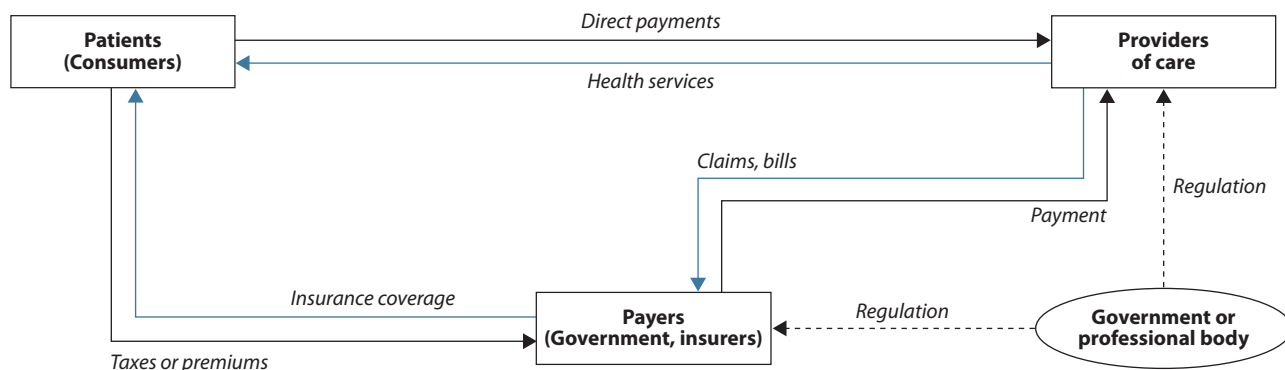 Direct payments
Patients
(Consumers)
Providers
of care
Health services
Claims, bills
Regulation
Payment
Insurance coverage
Payers
(Government, insurers)
Regulation
Government or
professional body
Taxes or premiums